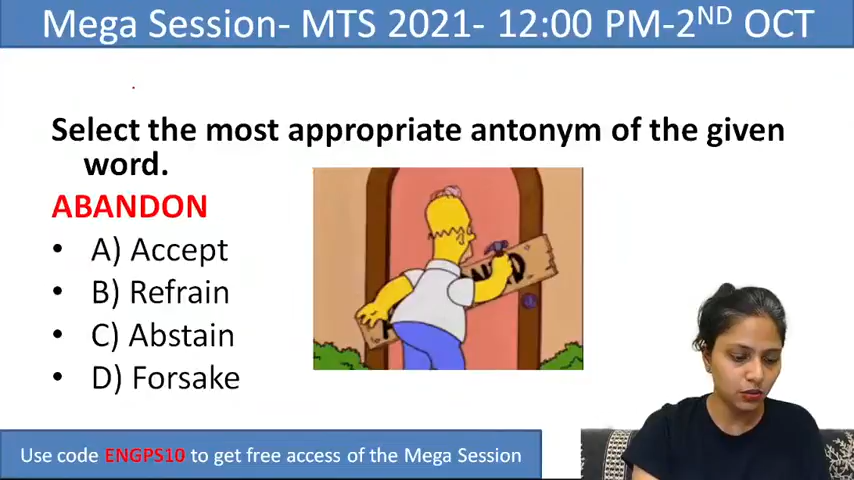 Mega Session- MTS 2021- 12:00 PM-2ND OCT
Select the most appropriate antonym of the given
word.
ABANDON
• A) Accept
• B) Refrain
• C) Abstain
• D) Forsake
Use code ENGPS10 to get free access of the Mega Session